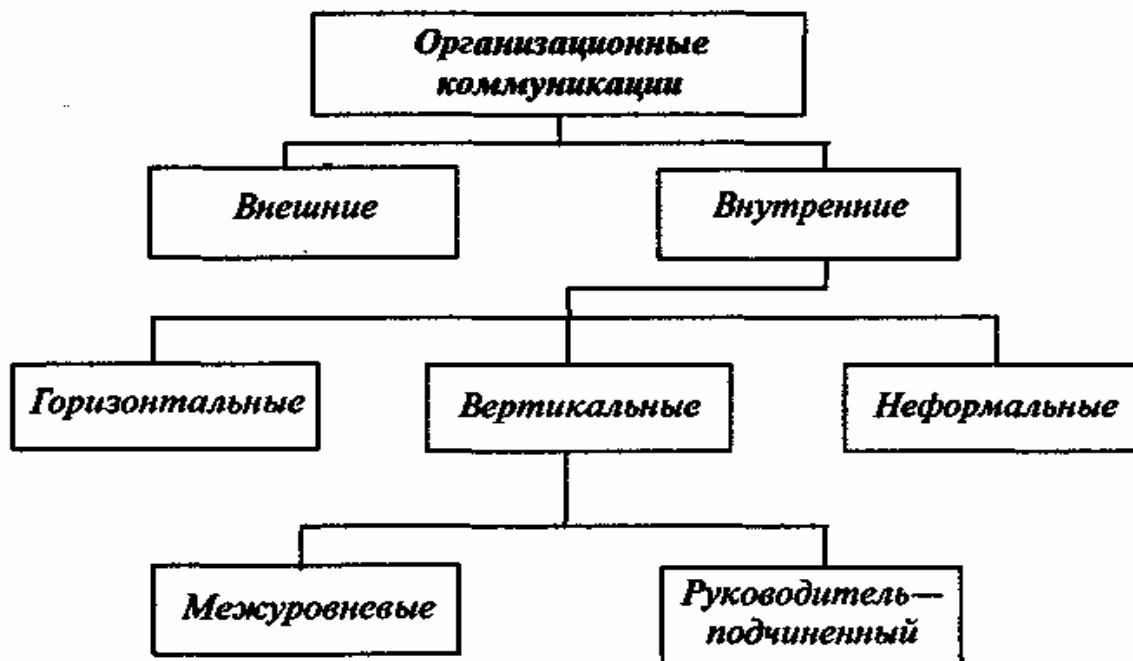 Организационные
коммуникации
Внешние
Внутренние
Горизонтальные
Вертикальные
Неформальные
Межуровневые
Руководитель—
подчиненный